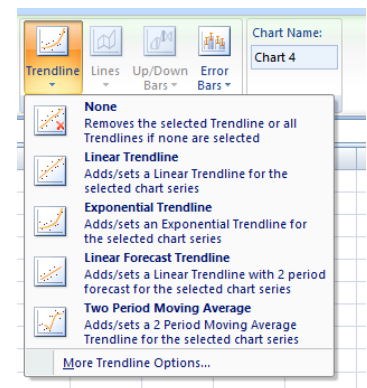 Chart Name:
Chart 4
Trendline Lines Up/Down Error
Bars Bars
None
Removes the selected Trendline or all
Trendlines if none are selected
Linear Trendline
Adds/sets a Linear Trendline for the
selected chart series
Exponential Trendline
Adds/sets an Exponential Trendline for
the selected chart series
Linear Forecast Trendline
Adds/sets a Linear Trendline with 2 period
forecast for the selected chart series
Two Period Moving Average
Adds/sets a 2 Period Moving Average
Trendline for the selected chart series
More Trendline Options...